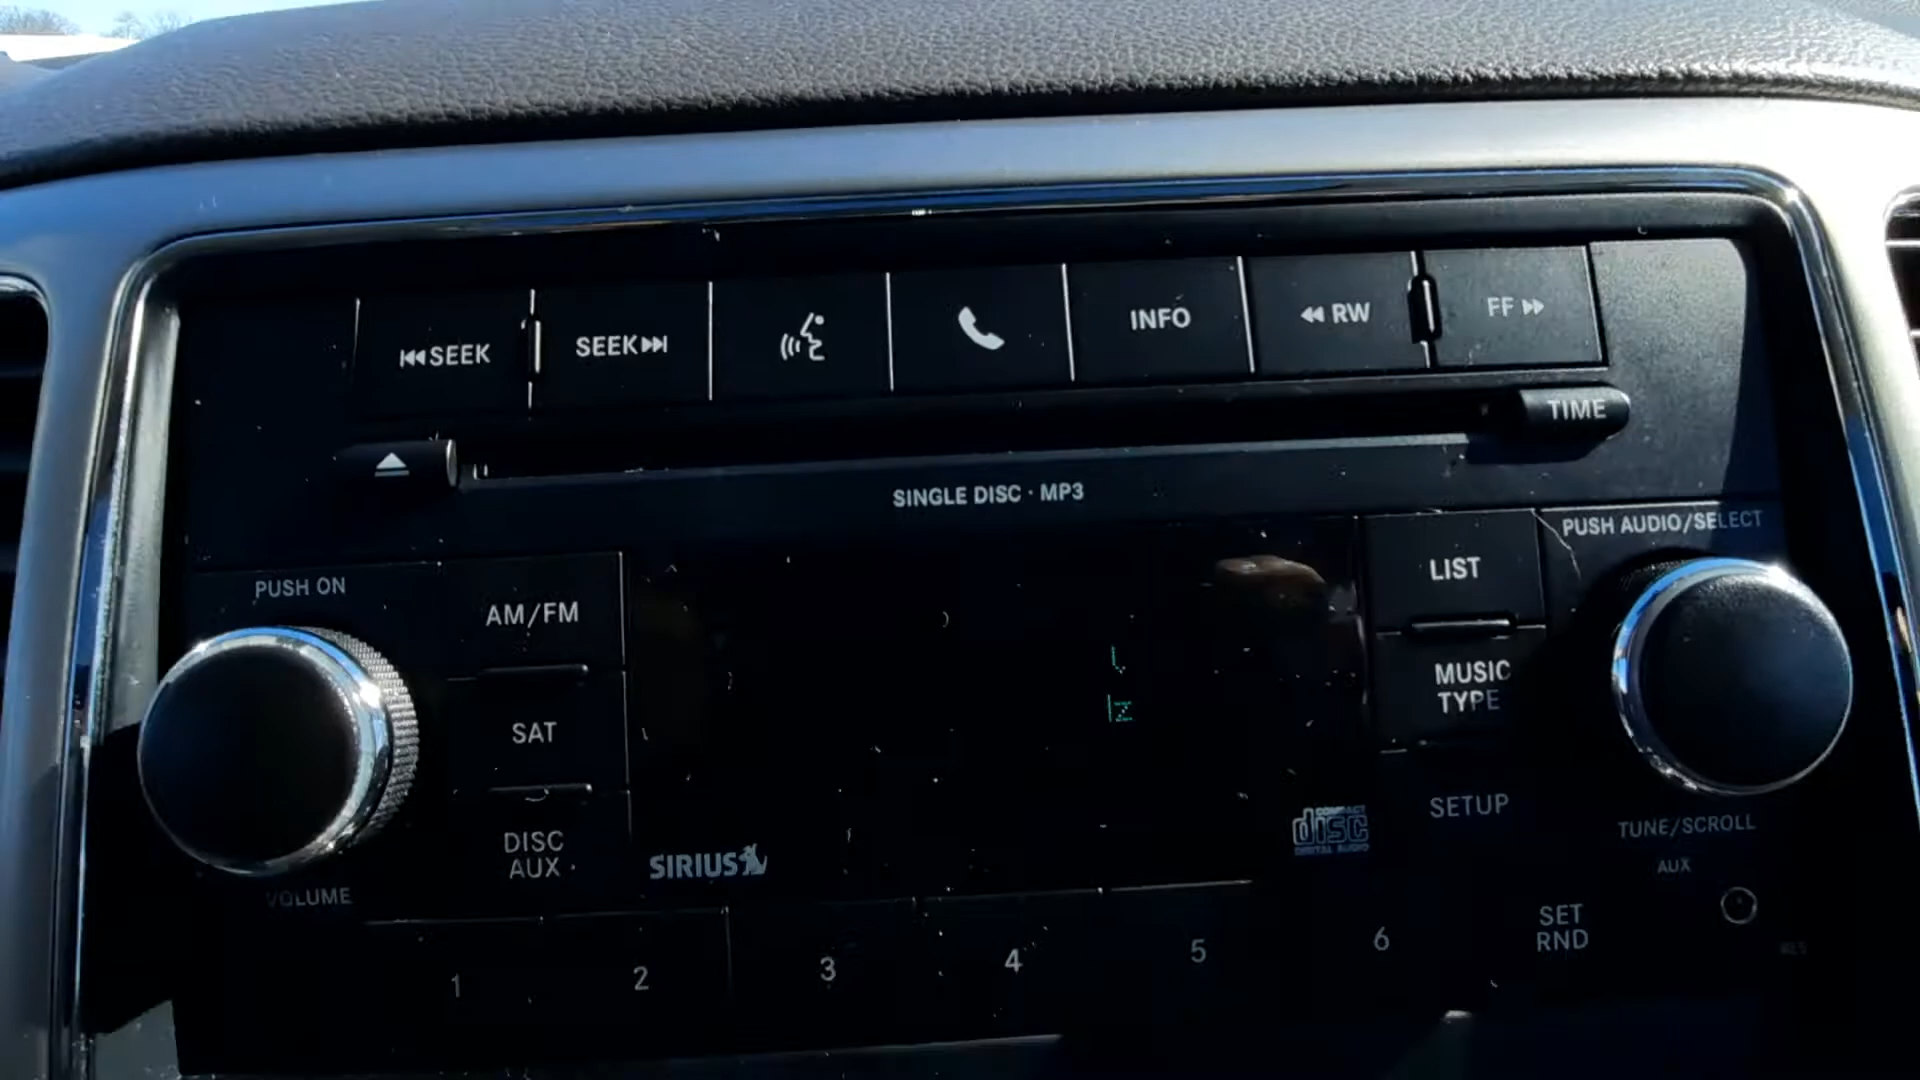 SEEK
SEEK
INFO
RW
FF
TIME
SINGLE DISC · MP3
PUSH AUDIO/SELECT
LIST
PUSH ON
AM/FM
MUSIC
TYPE
SAT
SETUP
TUNE/SCROLL
COMPACT
disc
DIGITAL AUDIO
DISC
AUX
SIRIUS
AUX
VOLUME
SET
RND
RES
1
2
3
4
5
6